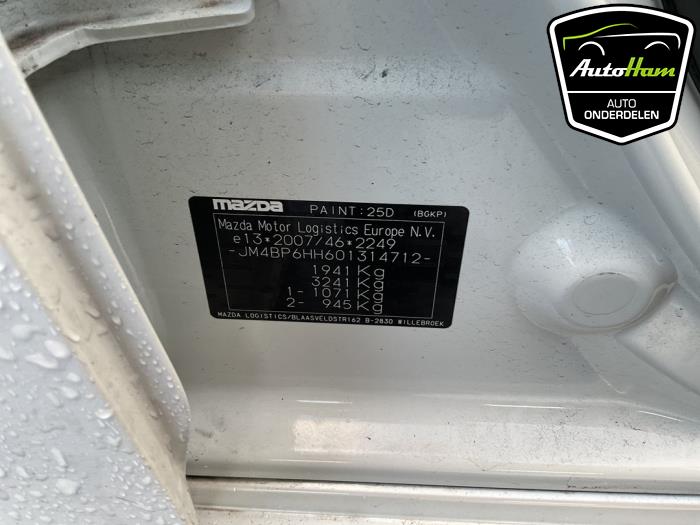 AutoHam
AUTO
ONDERDELEN
mazda PAINT:25D (BGKP)
Mazda Motor Logistics Europe N.V.
e13*2007/46*2249
-JM4BP6HH601314712-
1941 Kg
3241 Kg
1- 1071 Kg
2- 945 Kg
MAZDA LOGISTICS/BLAASVELDSTR162 B-2830 WILLEBROEK